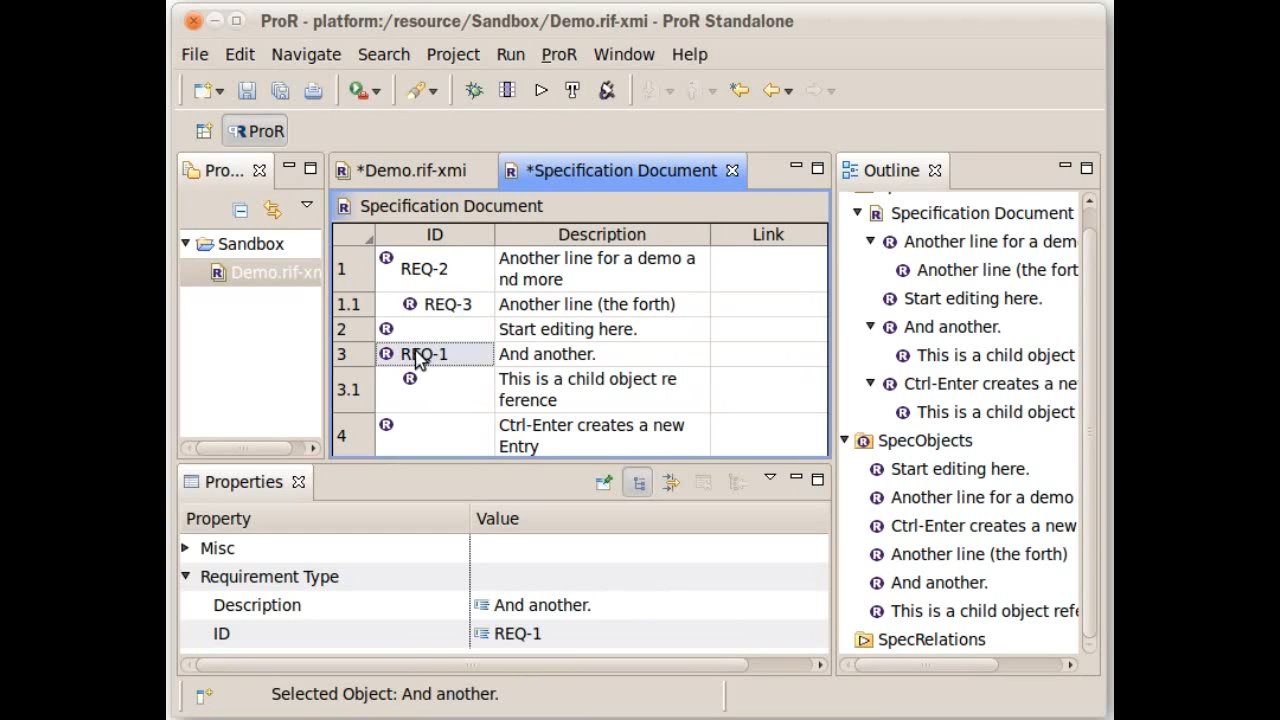 ProR - platform:/resource/Sandbox/Demo.rif-xmi - ProR Standalone
File Edit Navigate Search Project Run ProR Window Help
ProR
Pro...
*Demo.rif-xmi
*Specification Document
Outline
Specification Document
Sandbox
Demo.rif-xn
ID Description Link
1 REQ-2 Another line for a demo a
nd more
1.1 REQ-3 Another line (the forth)
2 Start editing here.
3 REQ-1 And another.
3.1 This is a child object re
ference
4 Ctrl-Enter creates a new
Entry
Specification Document
Another line for a dem
Another line (the fort
Start editing here.
And another.
This is a child object
Ctrl-Enter creates a ne
This is a child object
SpecObjects
Start editing here.
Another line for a demo
Ctrl-Enter creates a new
Another line (the forth)
And another.
This is a child object refe
SpecRelations
Properties
Property Value
Misc
Requirement Type
Description And another.
ID REQ-1
Selected Object: And another.